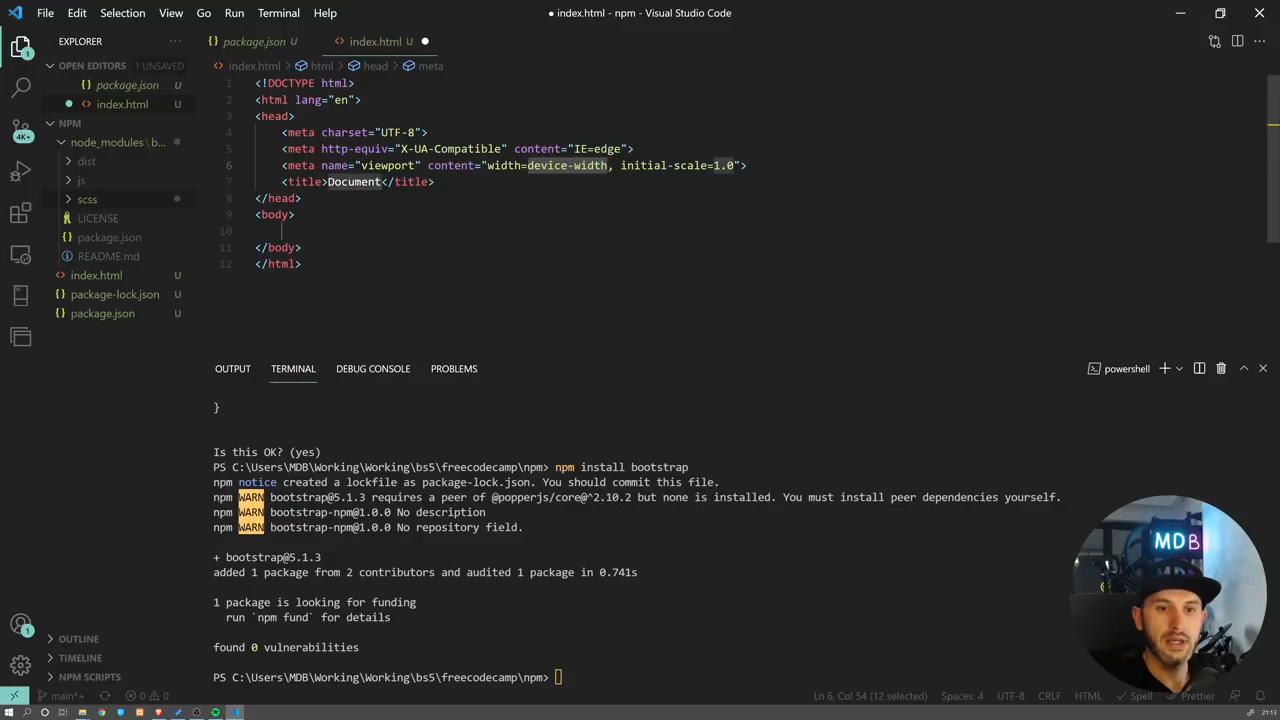 File Edit Selection View Go Run Terminal Help
● index.html - npm - Visual Studio Code
EXPLORER
OPEN EDITORS 1 UNSAVED
package.json U
index.html U
NPM
node_modules \ b...
dist
js
scss
LICENSE
package.json
README.md
index.html U
package-lock.json U
package.json U
OUTLINE
TIMELINE
NPM SCRIPTS
1
4K+
1
package.json U index.html U
index.html > html > head > meta
1 <!DOCTYPE html>
2 <html lang="en">
3 <head>
4 <meta charset="UTF-8">
5 <meta http-equiv="X-UA-Compatible" content="IE=edge">
6 <meta name="viewport" content="width=device-width, initial-scale=1.0">
7 <title>Document</title>
8 </head>
9 <body>
10
11 </body>
12 </html>
OUTPUT TERMINAL DEBUG CONSOLE PROBLEMS
powershell
}
Is this OK? (yes)
PS C:\Users\MDB\Working\Working\bs5\freecodecamp\npm> npm install bootstrap
npm notice created a lockfile as package-lock.json. You should commit this file.
npm WARN bootstrap@5.1.3 requires a peer of @popperjs/core@^2.10.2 but none is installed. You must install peer dependencies yourself.
npm WARN bootstrap-npm@1.0.0 No description
npm WARN bootstrap-npm@1.0.0 No repository field.
+ bootstrap@5.1.3
added 1 package from 2 contributors and audited 1 package in 0.741s
1 package is looking for funding
run `npm fund` for details
found 0 vulnerabilities
PS C:\Users\MDB\Working\Working\bs5\freecodecamp\npm>
MDB
main*+ 0 0
Ln 6, Col 54 (12 selected) Spaces: 4 UTF-8 CRLF HTML Spell Prettier
21:13